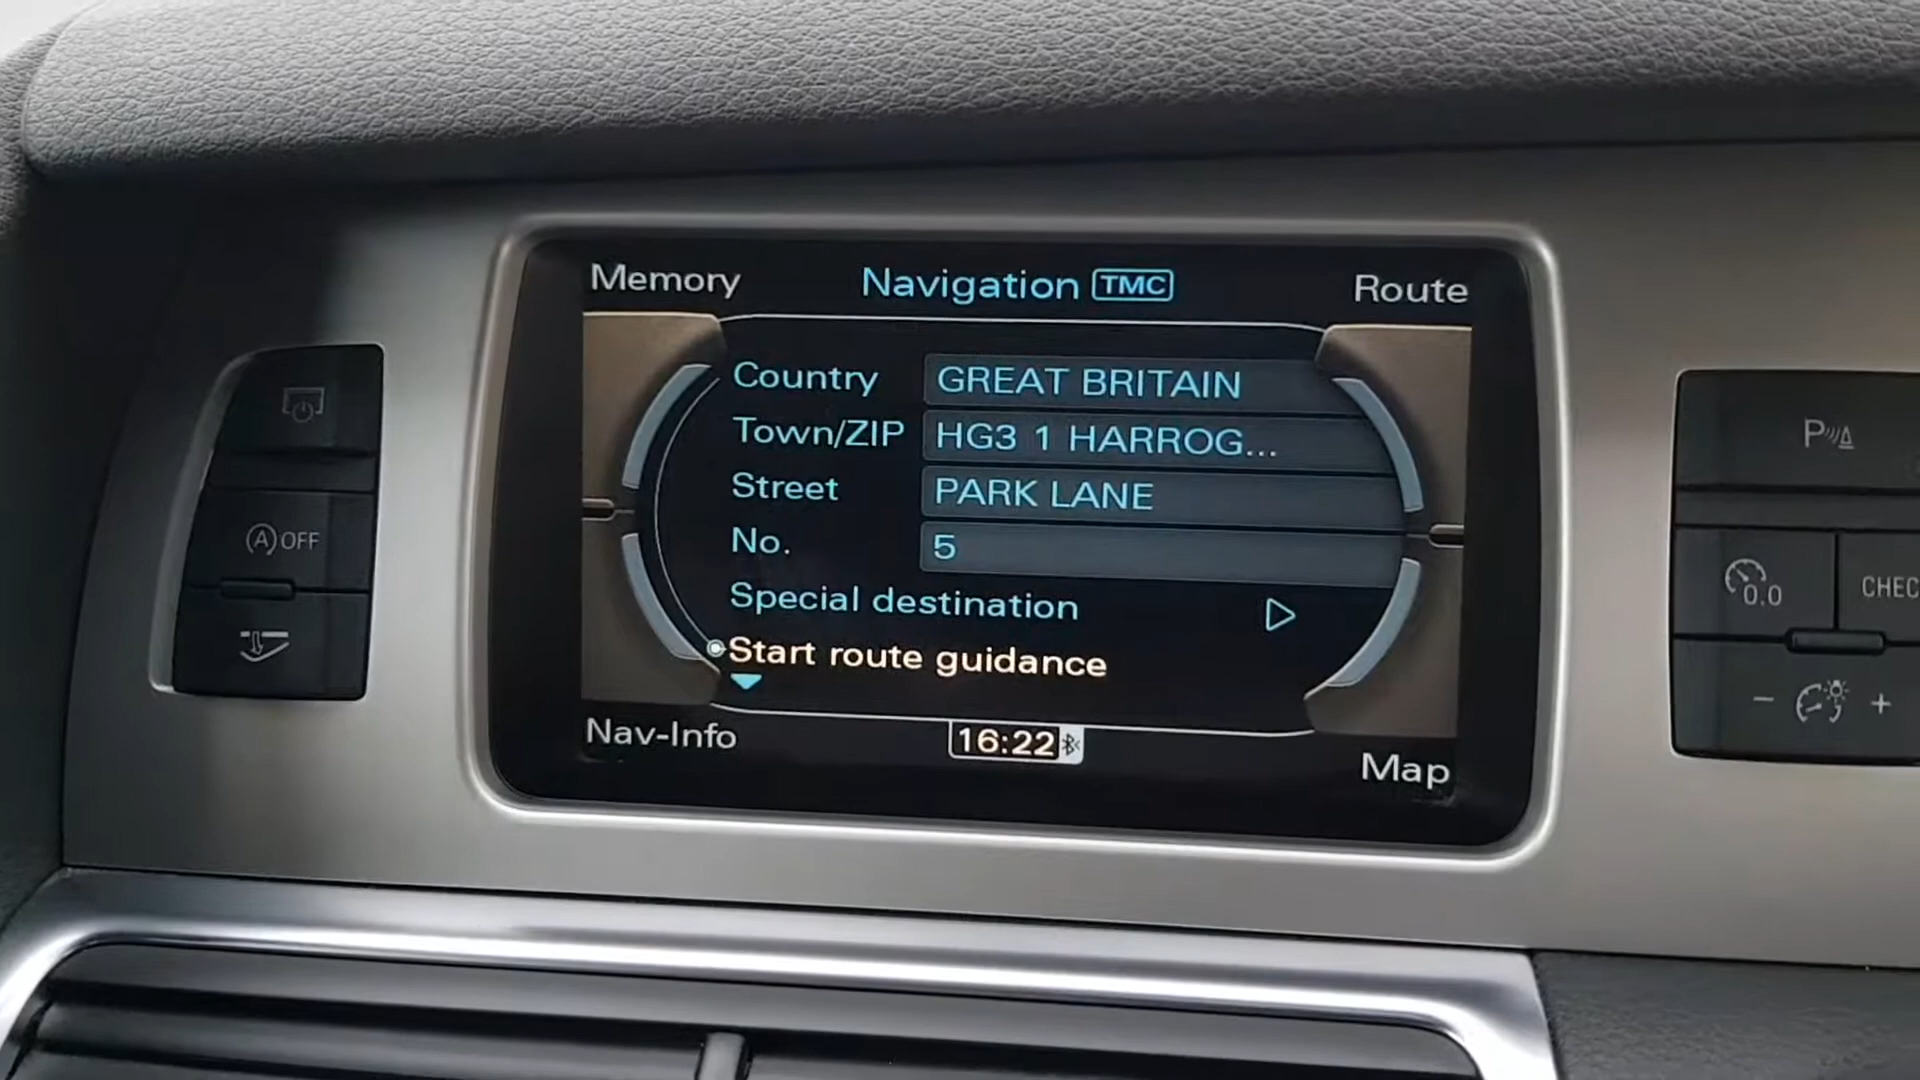 Memory
Navigation TMC
Route
Country GREAT BRITAIN
Town/ZIP HG3 1 HARROG...
Street PARK LANE
No. 5
Special destination
Start route guidance
Nav-Info
16:22
Map
A OFF
P
0.0
CHEC
- +